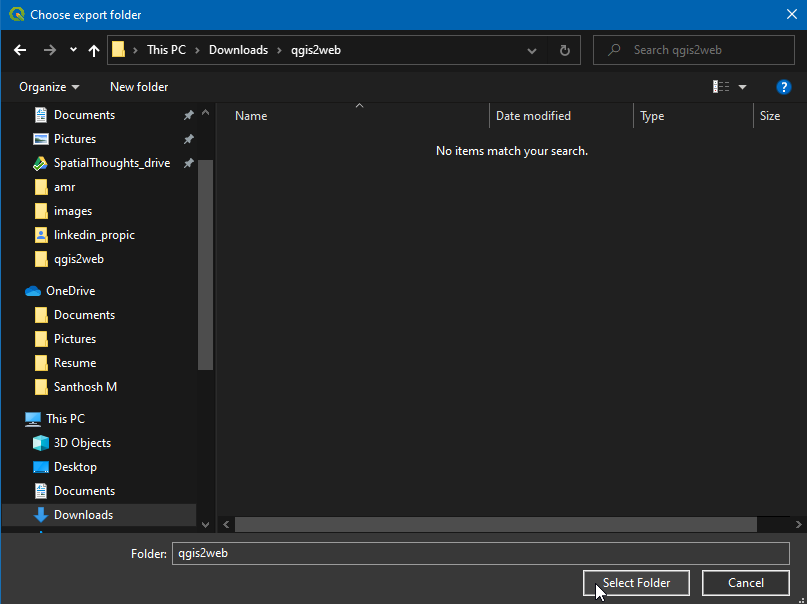 Choose export folder
This PC > Downloads > qgis2web
Search qgis2web
Organize
New folder
?
Documents
Pictures
SpatialThoughts_drive
amr
images
linkedin_propic
qgis2web
OneDrive
Documents
Pictures
Resume
Santhosh M
This PC
3D Objects
Desktop
Documents
Downloads
Name
Date modified
Type
Size
No items match your search.
Folder:
qgis2web
Select Folder
Cancel